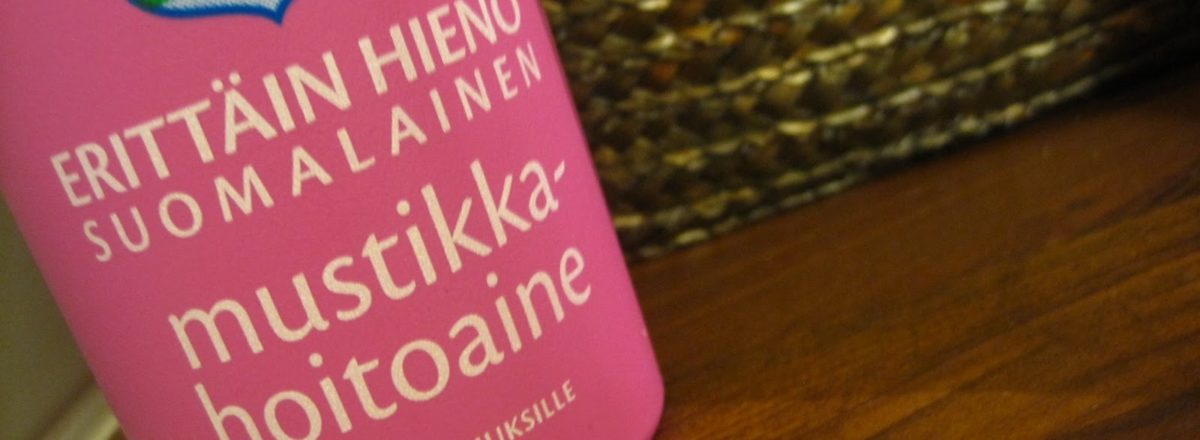 ERITTÄIN HIENO
SUOMALAINEN
mustikka-
hoitoaine